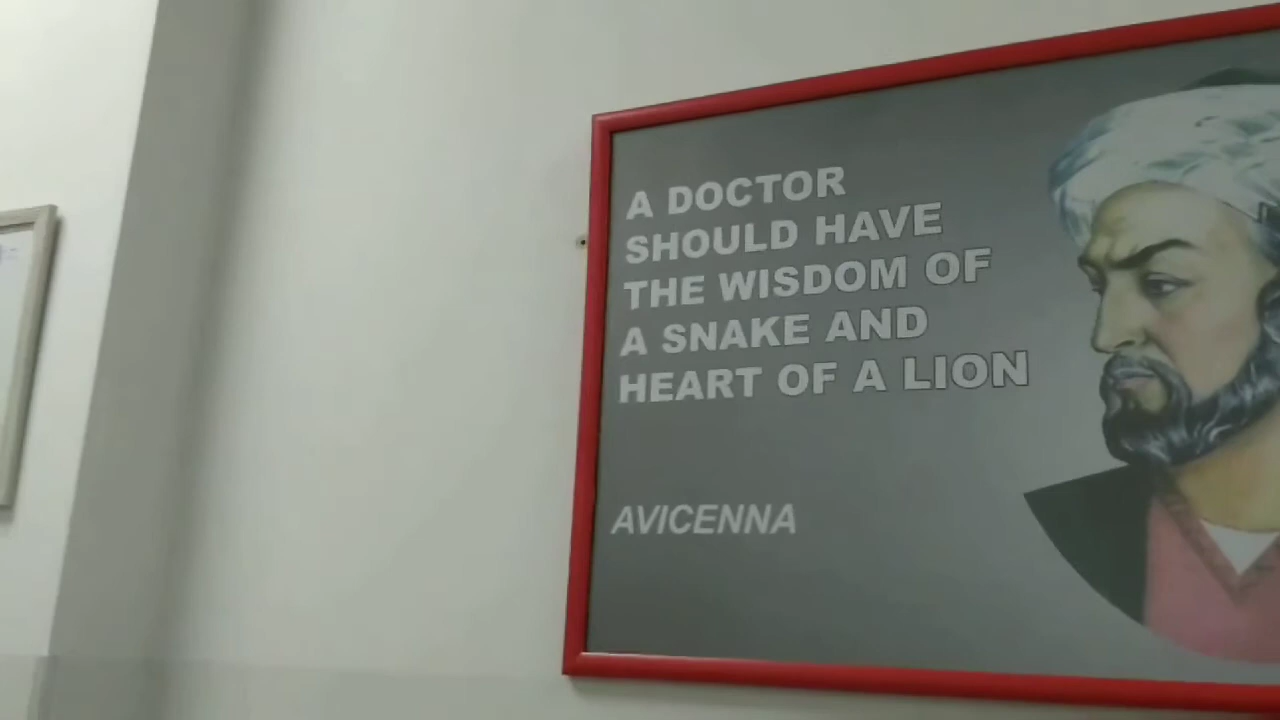 A DOCTOR
SHOULD HAVE
THE WISDOM OF
A SNAKE AND
HEART OF A LION
AVICENNA